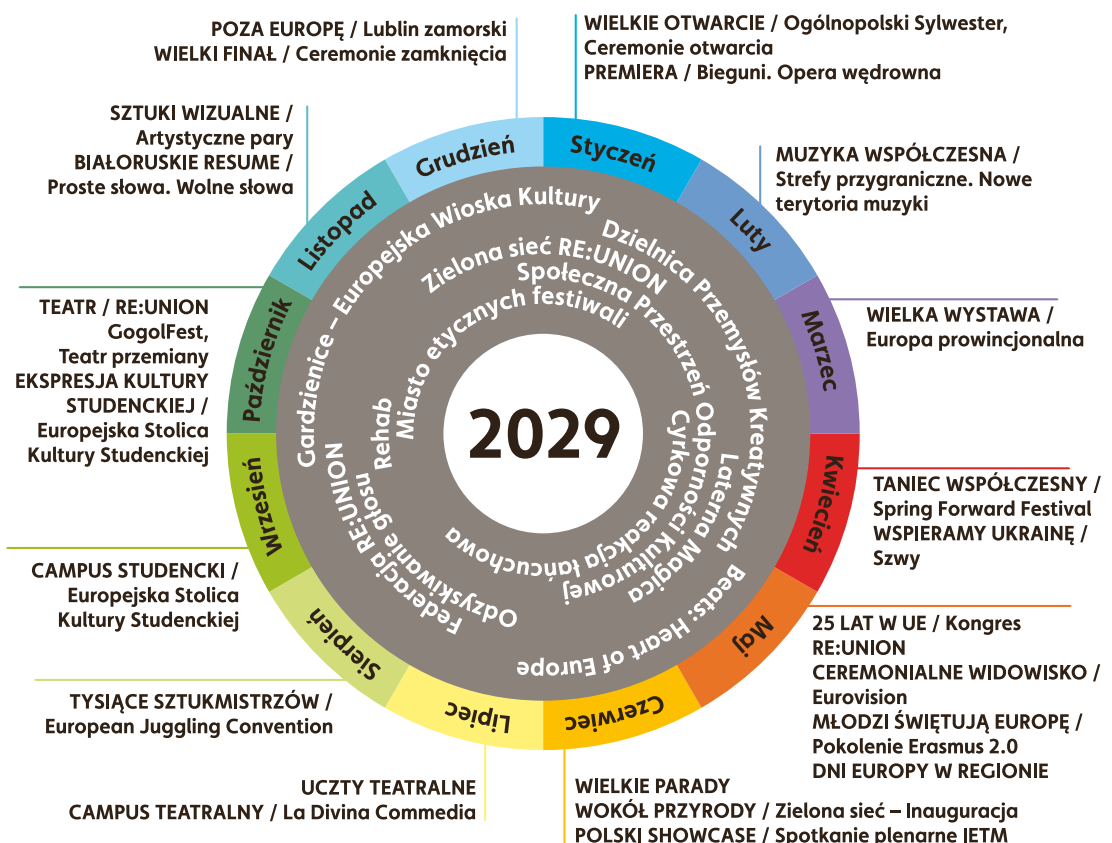 POZA EUROPĘ / Lublin zamorski
WIELKI FINAŁ / Ceremonie zamknięcia
WIELKIE OTWARCIE / Ogólnopolski Sylwester,
Ceremonie otwarcia
PREMIERA / Bieguni. Opera wędrowna
SZTUKI WIZUALNE /
Artystyczne pary
BIAŁORUSKIE RESUME /
Proste słowa. Wolne słowa
MUZYKA WSPÓŁCZESNA /
Strefy przygraniczne. Nowe
terytoria muzyki
TEATR / RE:UNION
GogolFest,
Teatr przemiany
EKSPRESJA KULTURY
STUDENCKIEJ /
Europejska Stolica
Kultury Studenckiej
WIELKA WYSTAWA /
Europa prowincjonalna
TANIEC WSPÓŁCZESNY /
Spring Forward Festival
WSPIERAMY UKRAINĘ /
Szwy
CAMPUS STUDENCKI /
Europejska Stolica
Kultury Studenckiej
25 LAT W UE / Kongres
RE:UNION
CEREMONIALNE WIDOWISKO /
Eurovision
MŁODZI ŚWIĘTUJĄ EUROPĘ /
Pokolenie Erasmus 2.0
DNI EUROPY W REGIONIE
TYSIĄCE SZTUKMISTRZÓW /
European Juggling Convention
UCZTY TEATRALNE
CAMPUS TEATRALNY / La Divina Commedia
WIELKIE PARADY
WOKÓŁ PRZYRODY / Zielona sieć – Inauguracja
POLSKI SHOWCASE / Spotkanie plenarne IETM
Styczeń
Luty
Marzec
Kwiecień
Maj
Czerwiec
Lipiec
Sierpień
Wrzesień
Październik
Listopad
Grudzień
Gardzienice – Europejska Wioska Kultury
Dzielnica Przemysłów Kreatywnych
Beats: Heart of Europe
Federacja RE:UNION
Zielona sieć RE:UNION
Laterna Magica
Odzyskiwanie głosu
Rehab
Społeczna Przestrzeń Odporności Kulturowej
Miasto etycznych festiwali
Cyrkowa reakcja łańcuchowa
2029